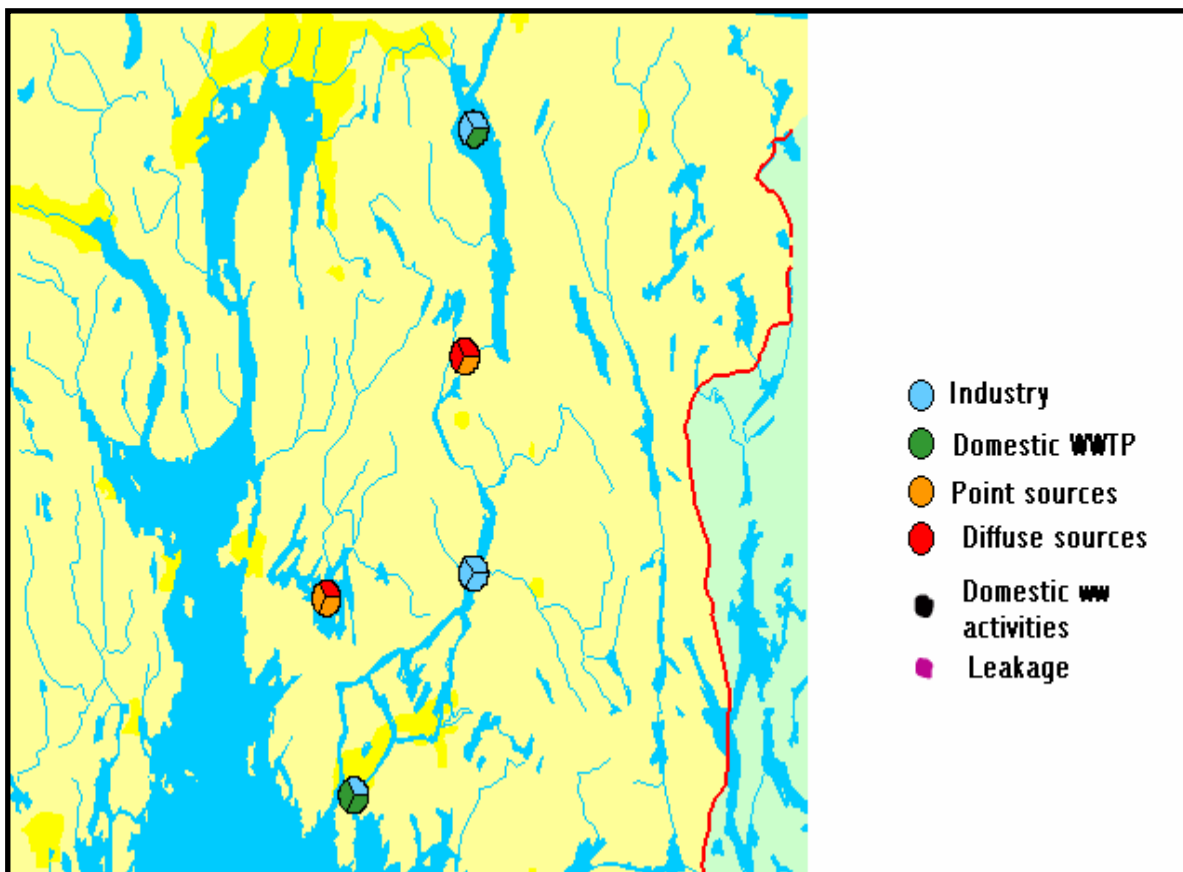 Industry
Domestic WWTP
Point sources
Diffuse sources
Domestic ww
activities
Leakage